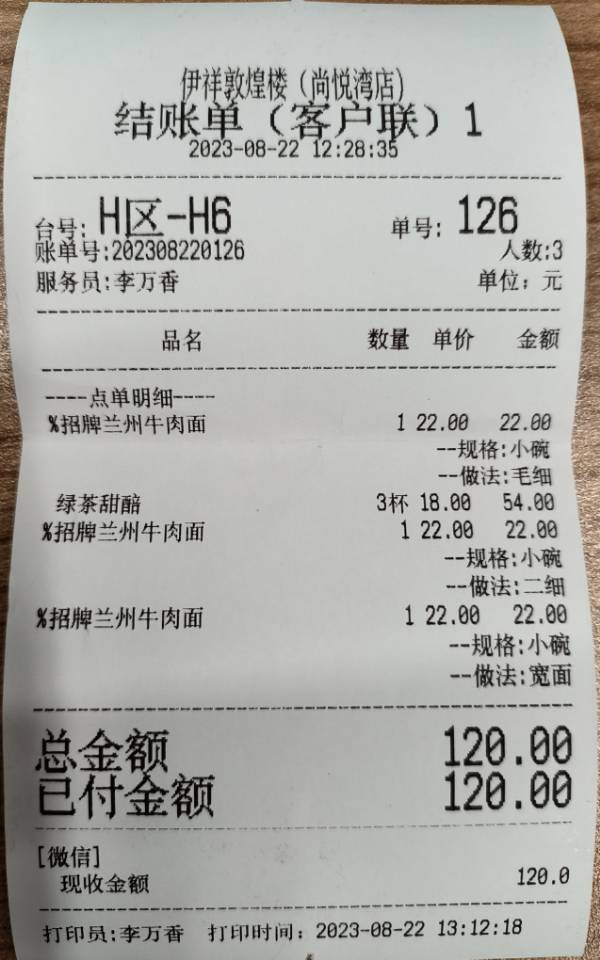 伊祥敦煌楼（尚悦湾店）
结账单（客户联）1
2023-08-22 12:28:35
台号: H区-H6 单号: 126
账单号:202308220126 人数:3
服务员:李万香 单位：元
品名 数量 单价 金额
----点单明细----
%招牌兰州牛肉面 1 22.00 22.00
--规格:小碗
--做法:毛细
绿茶甜醅 3杯 18.00 54.00
%招牌兰州牛肉面 1 22.00 22.00
--规格:小碗
--做法:二细
%招牌兰州牛肉面 1 22.00 22.00
--规格:小碗
--做法:宽面
总金额 120.00
已付金额 120.00
[微信]
现收金额 120.0
打印员:李万香 打印时间：2023-08-22 13:12:18